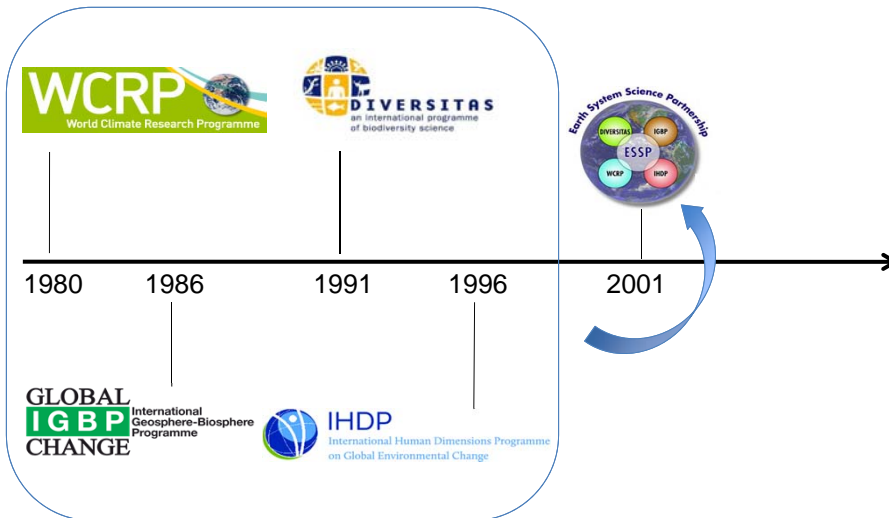 WCRP
World Climate Research Programme
DIVERSITAS
an international programme
of biodiversity science
Earth System Science Partnership
DIVERSITAS
IGBP
ESSP
WCRP
IHDP
1980
1986
1991
1996
2001
GLOBAL
IGBP
CHANGE
International
Geosphere-Biosphere
Programme
IHDP
International Human Dimensions Programme
on Global Environmental Change